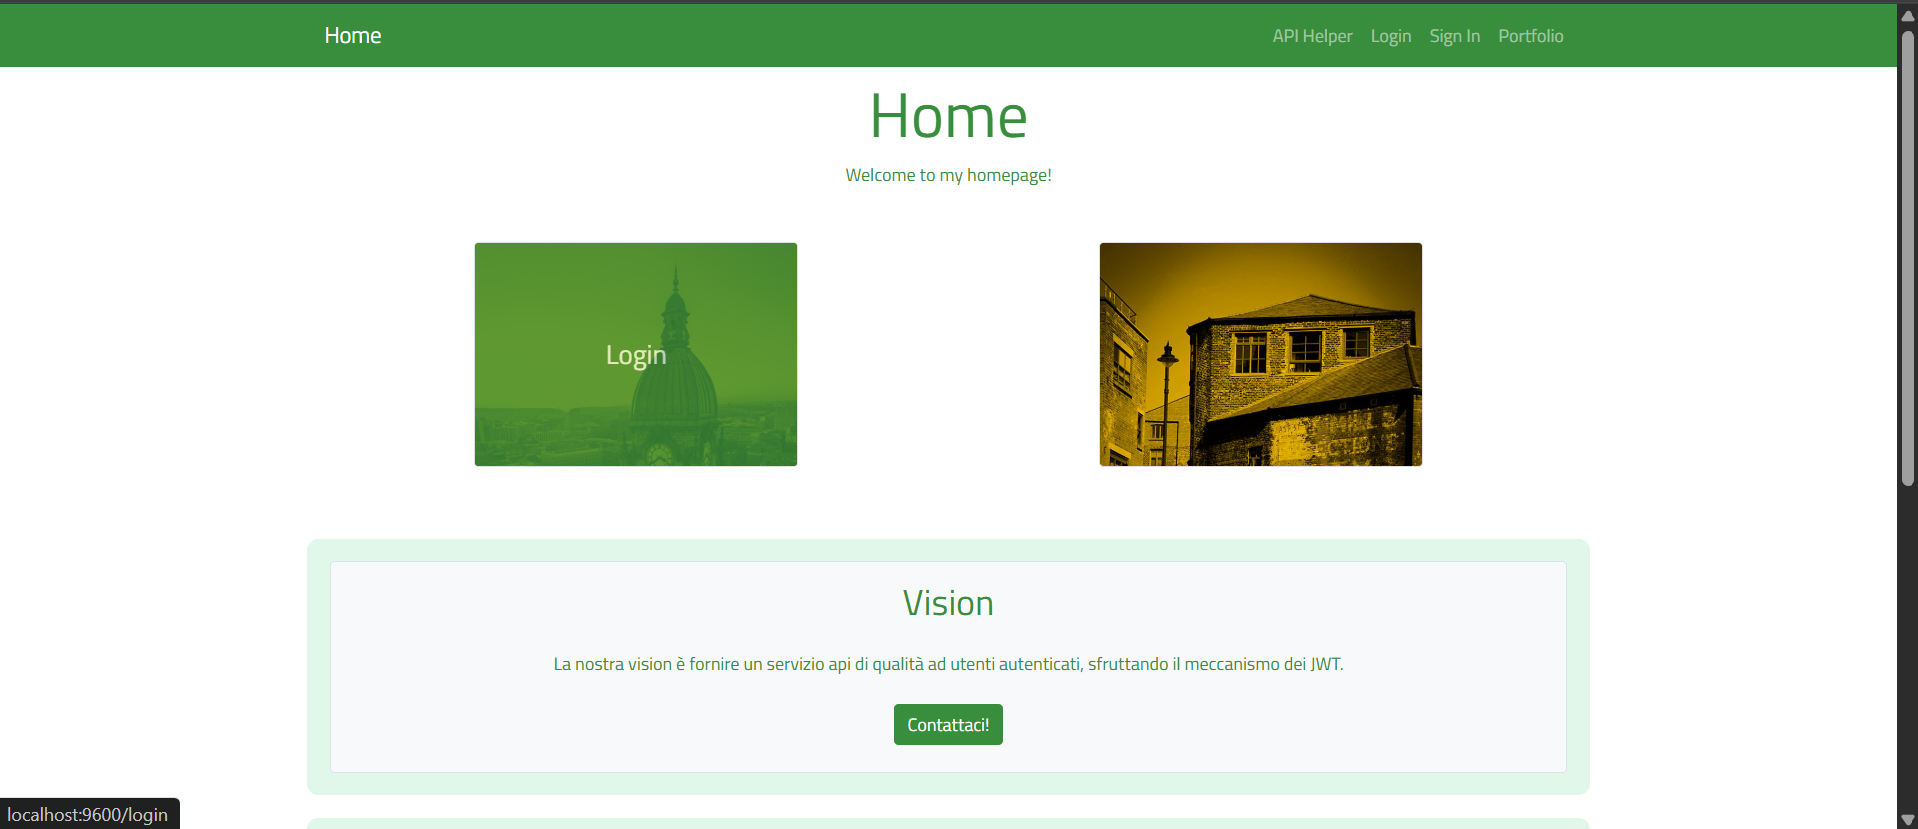 Home
API Helper Login Sign In Portfolio
Home
Welcome to my homepage!
Login
Vision
La nostra vision è fornire un servizio api di qualità ad utenti autenticati, sfruttando il meccanismo dei JWT.
Contattaci!
localhost:9600/login